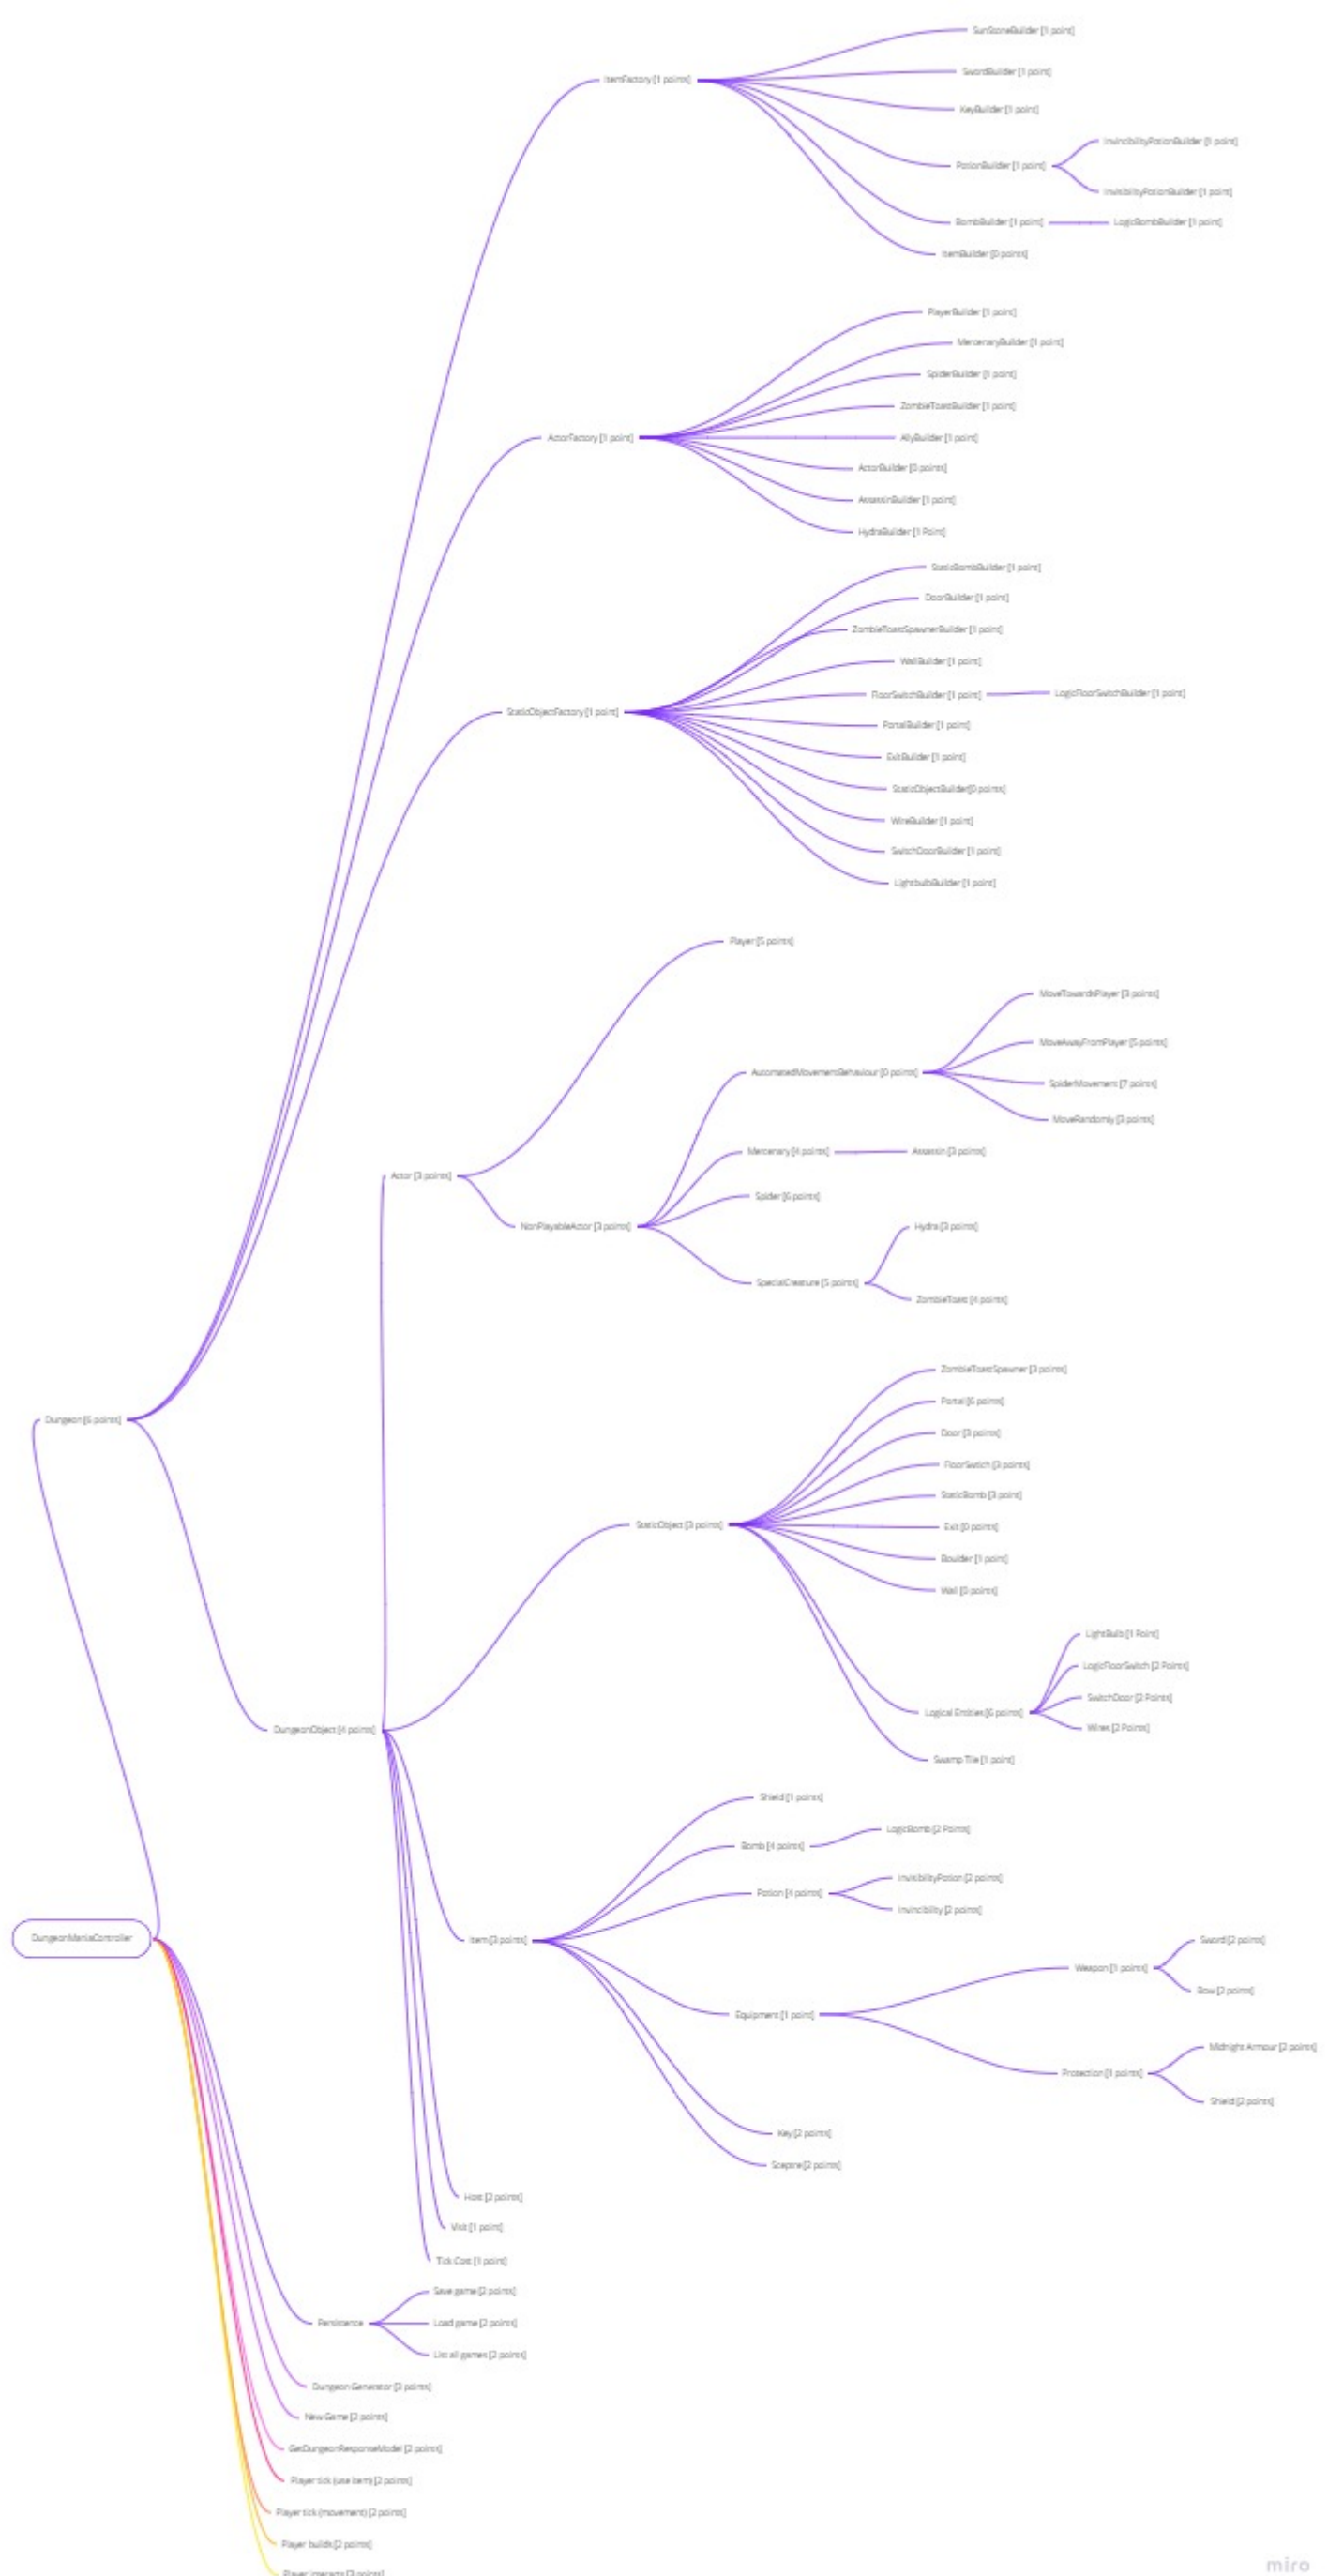 SunStoneBuilder [1 point]
ItemFactory [1 points]
SwordBuilder [1 point]
KeyBuilder [1 point]
InvincibilityPotionBuilder [1 point]
PotionBuilder [1 point]
InvisibilityPotionBuilder [1 point]
BombBuilder [1 point]
LogicBombBuilder [1 point]
ItemBuilder [0 points]
PlayerBuilder [1 point]
MercenaryBuilder [1 point]
SpiderBuilder [1 point]
ZombieToastBuilder [1 point]
ActorFactory [1 point]
AllyBuilder [1 point]
ActorBuilder [0 points]
AssassinBuilder [1 point]
HydraBuilder [1 Point]
StaticBombBuilder [1 point]
DoorBuilder [1 point]
ZombieToastSpawnerBuilder [1 point]
WallBuilder [1 point]
FloorSwitchBuilder [1 point]
LogicFloorSwitchBuilder [1 point]
StaticObjectFactory [1 point]
PortalBuilder [1 point]
ExitBuilder [1 point]
StaticObjectBuilder[0 points]
WireBuilder [1 point]
SwitchDoorBuilder [1 point]
LightbulbBuilder [1 point]
Player [5 points]
MoveTowardsPlayer [3 points]
MoveAwayFromPlayer [5 points]
AutomatedMovementBehaviour [0 points]
SpiderMovement [7 points]
MoveRandomly [3 points]
Mercenary [4 points]
Assassin [3 points]
Actor [3 points]
Spider [6 points]
NonPlayableActor [3 points]
Hydra [3 points]
SpecialCreature [5 points]
ZombieToast [4 points]
ZombieToastSpawner [3 points]
Portal [6 points]
Dungeon [6 points]
Door [3 points]
FloorSwitch [3 points]
StaticBomb [3 point]
StaticObject [3 points]
Exit [0 points]
Boulder [1 point]
Wall [0 points]
LightBulb [1 Point]
LogicFloorSwitch [2 Points]
SwitchDoor [2 Points]
Logical Entities [6 points]
Wires [2 Points]
DungeonObject [4 points]
Swamp Tile [1 point]
Shield [1 points]
LogicBomb [2 Points]
Bomb [4 points]
InvisibilityPotion [2 points]
Potion [4 points]
Invincibility [2 points]
DungeonManiaController
Item [3 points]
Sword [2 points]
Weapon [1 points]
Bow [2 points]
Equipment [1 point]
Midnight Armour [2 points]
Protection [1 points]
Shield [2 points]
Key [2 points]
Sceptre [2 points]
Host [2 points]
Visit [1 point]
Tick Cost [1 point]
Save game [2 points]
Persistence
Load game [2 points]
List all games [2 points]
Dungeon Generator [3 points]
New Game [2 points]
GetDungeonResponseModel [2 points]
Player tick (use item) [2 points]
Player tick (movement) [2 points]
Player builds [2 points]
Player interacts [3 points]
miro